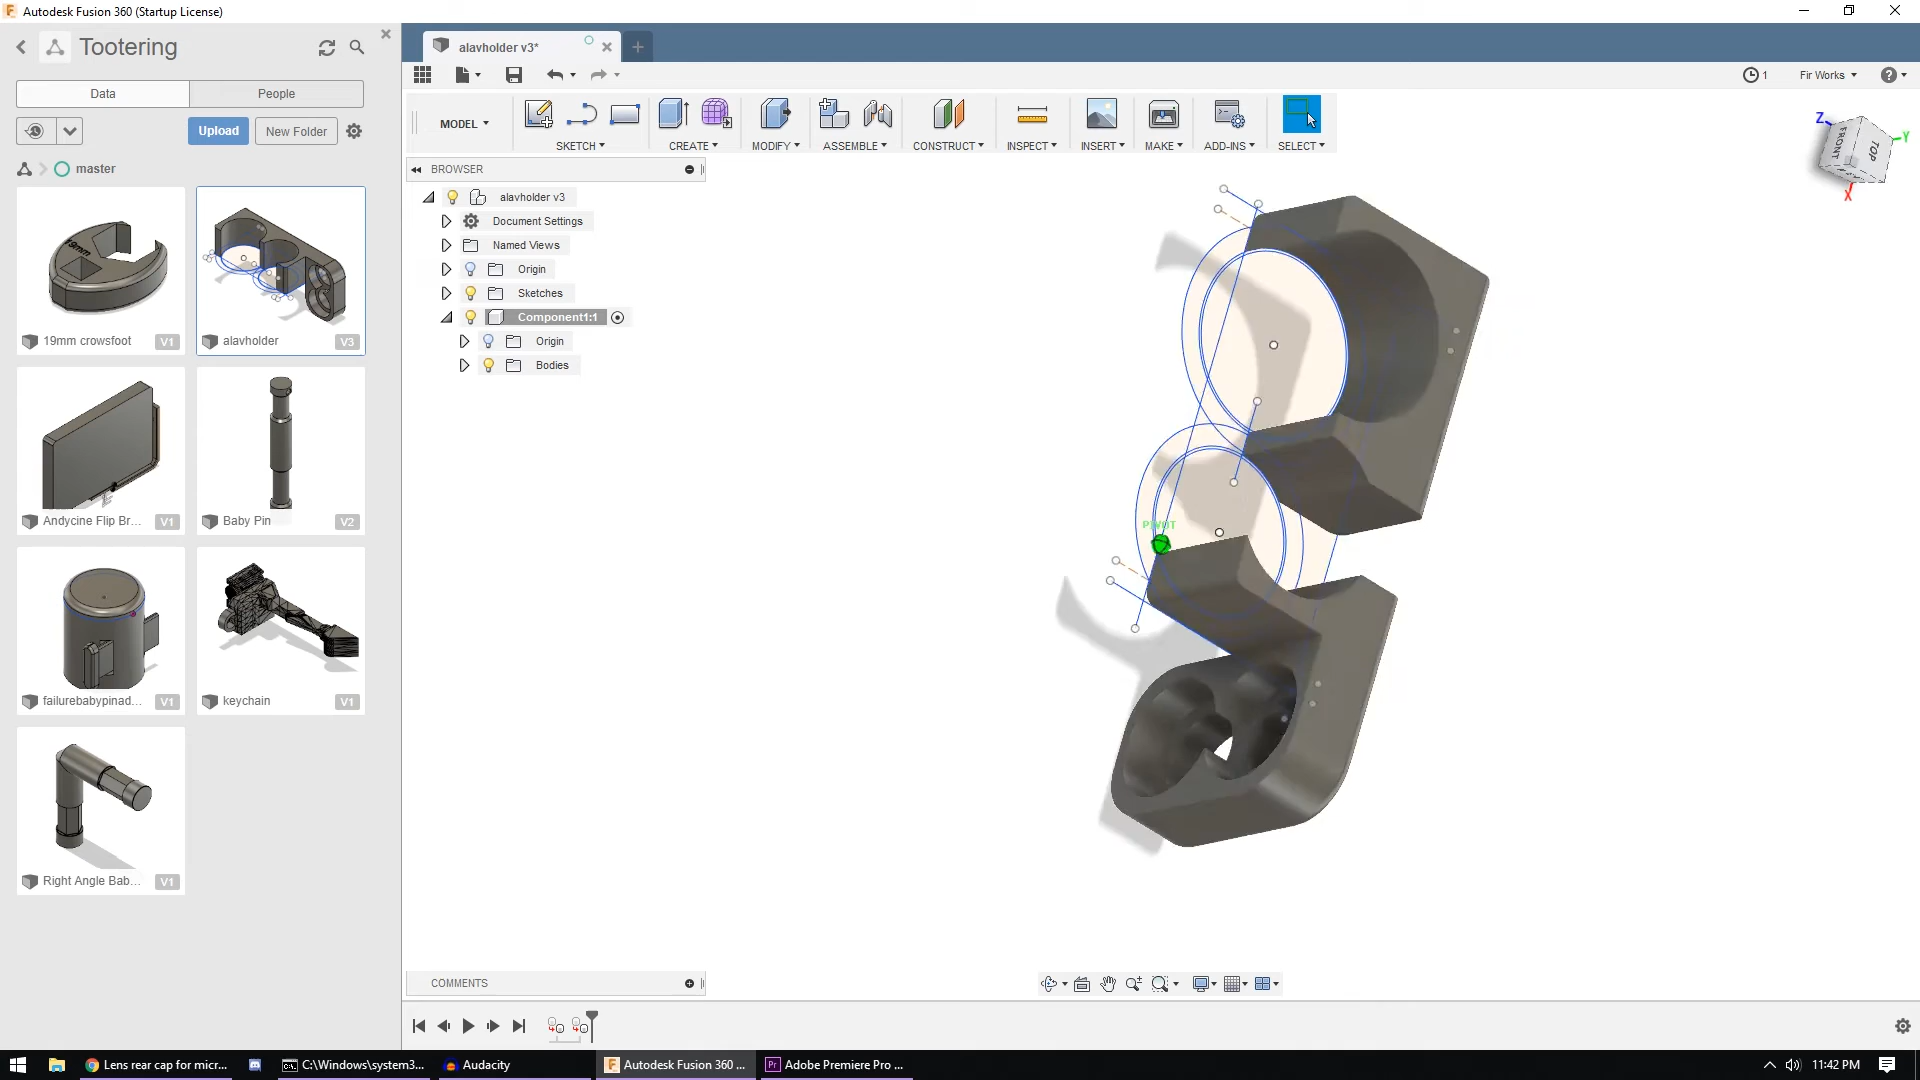 Autodesk Fusion 360 (Startup License)
Tootering
alavholder v3*
1
Fir Works
Data
People
Upload
New Folder
master
MODEL
SKETCH
CREATE
MODIFY
ASSEMBLE
CONSTRUCT
INSPECT
INSERT
MAKE
ADD-INS
SELECT
Z
Y
X
FRONT
TOP
BROWSER
alavholder v3
Document Settings
Named Views
Origin
Sketches
Component1:1
Origin
Bodies
19mm
19mm crowsfoot
V1
alavholder
V3
Andycine Flip Br...
V1
Baby Pin
V2
failurebabypinad...
V1
keychain
V1
Right Angle Bab...
V1
PIVOT
COMMENTS
Lens rear cap for micr...
C:\Windows\system3...
Audacity
Autodesk Fusion 360 ...
Adobe Premiere Pro ...
11:42 PM